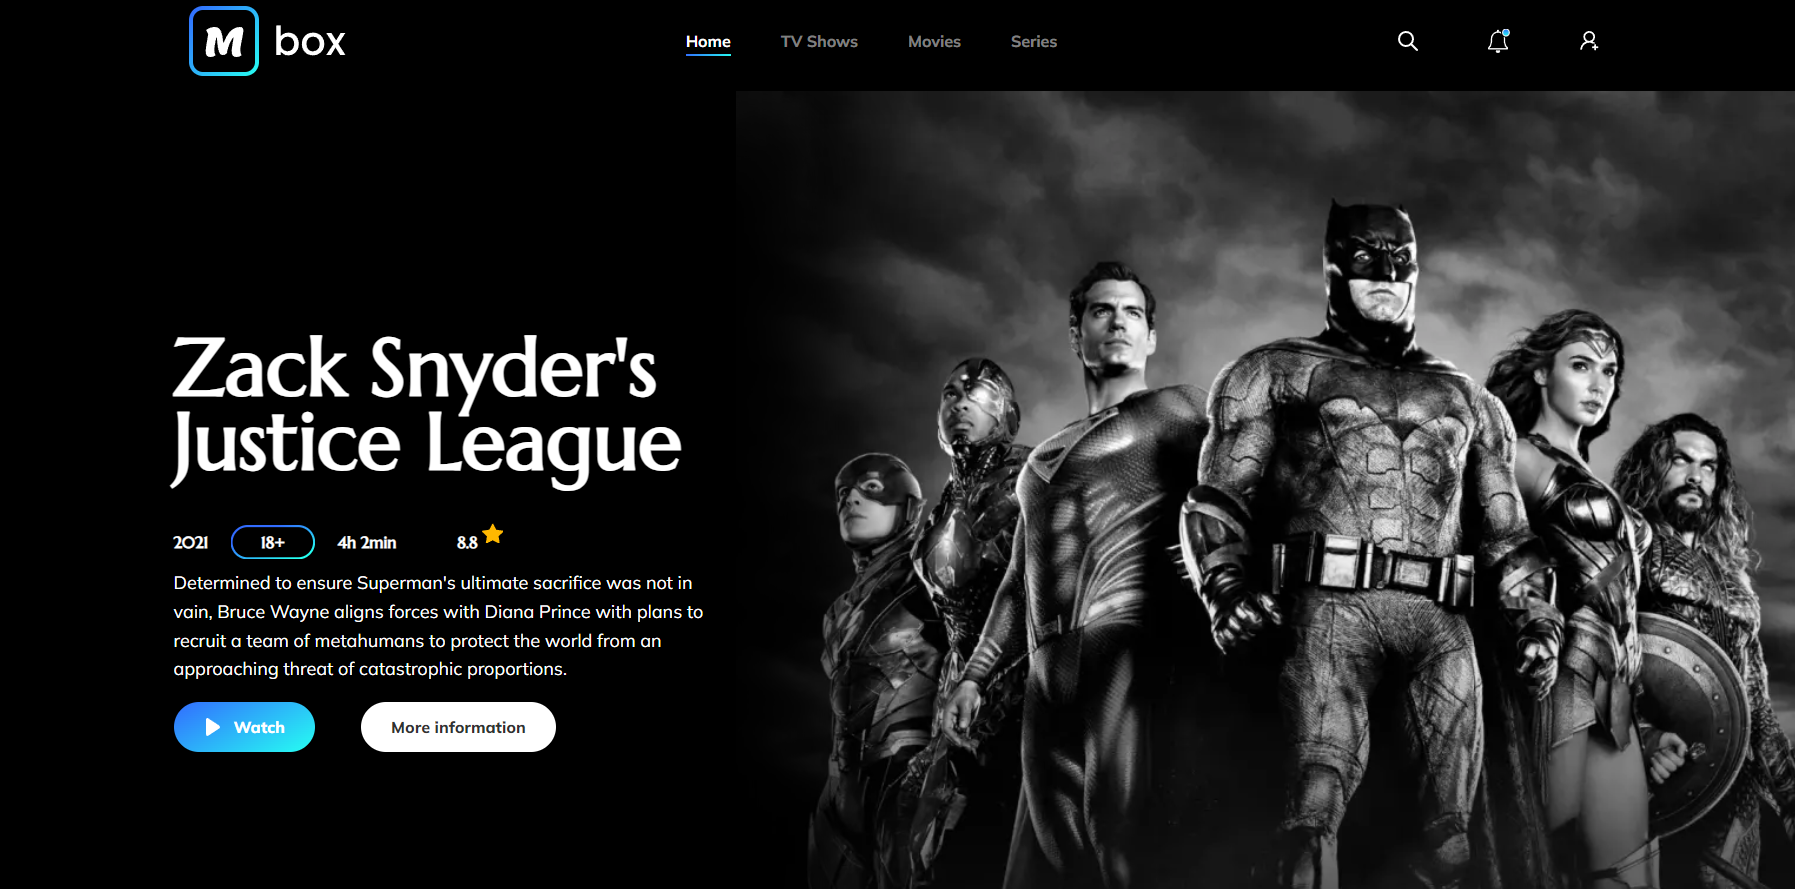 M box
Home TV Shows Movies Series
Zack Snyder's
Justice League
2021 18+ 4h 2min 8.8
Determined to ensure Superman's ultimate sacrifice was not in
vain, Bruce Wayne aligns forces with Diana Prince with plans to
recruit a team of metahumans to protect the world from an
approaching threat of catastrophic proportions.
Watch More information